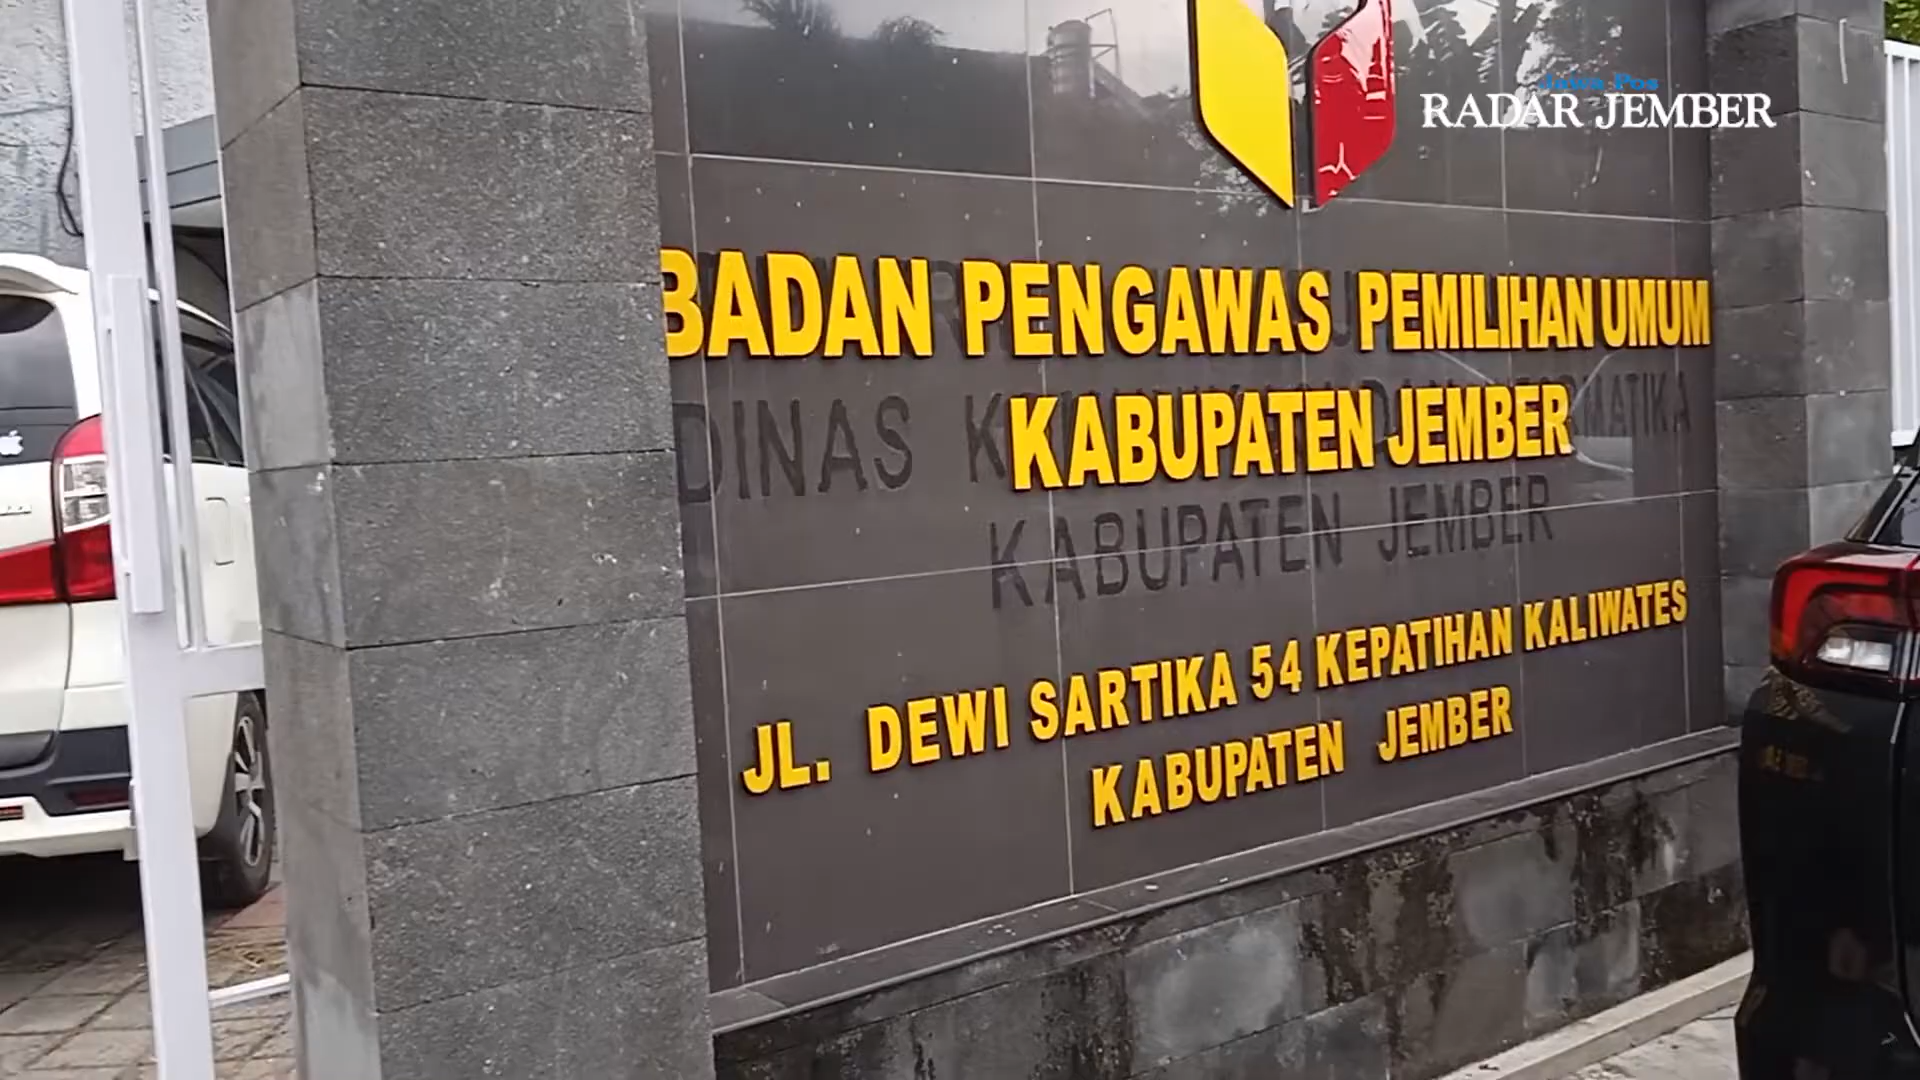 Jawa Pos
RADAR JEMBER
BADAN PENGAWAS PEMILIHAN UMUM
KABUPATEN JEMBER
DINAS
KABUPATEN JEMBER
JL. DEWI SARTIKA 54 KEPATIHAN KALIWATES
KABUPATEN JEMBER